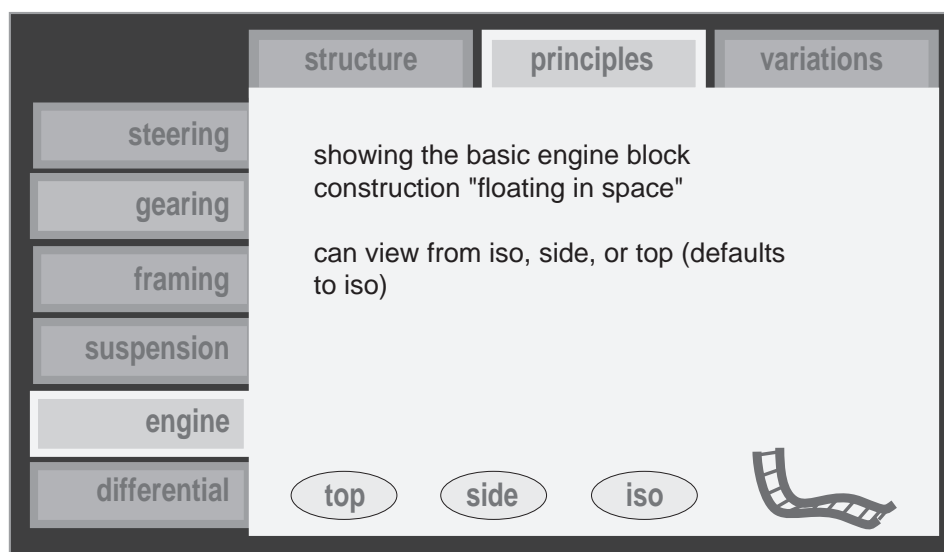 structure
principles
variations
steering
gearing
framing
suspension
engine
differential
showing the basic engine block
construction "floating in space"
can view from iso, side, or top (defaults
to iso)
top
side
iso